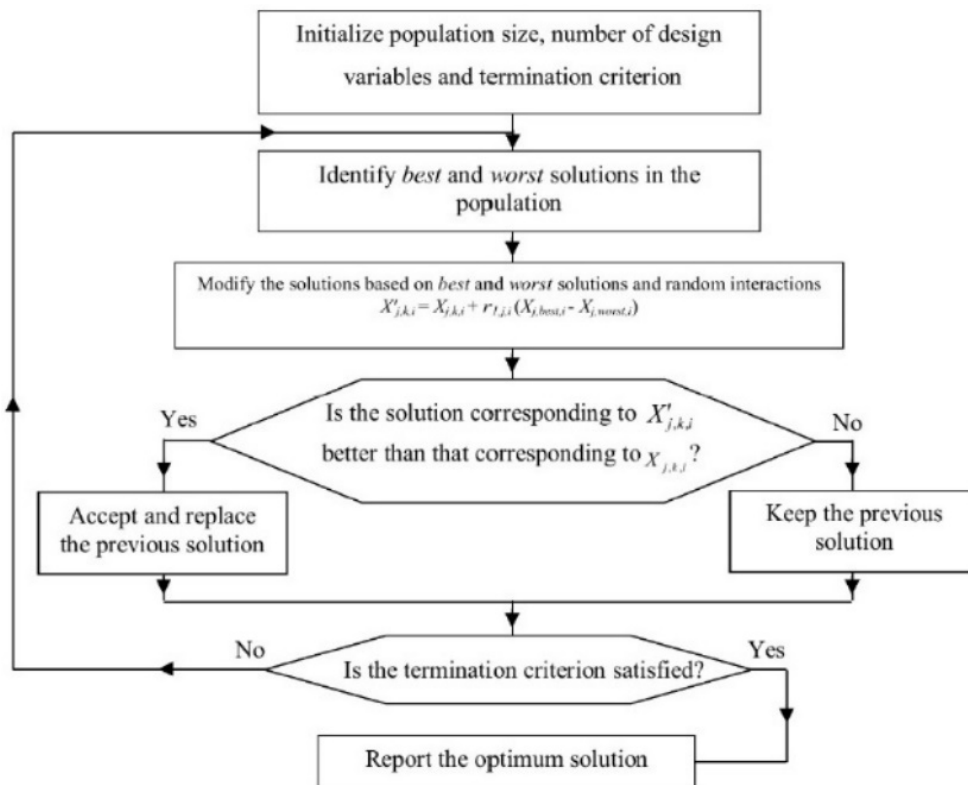 Initialize population size, number of design
variables and termination criterion
Identify best and worst solutions in the
population
Modify the solutions based on best and worst solutions and random interactions
X'j,k,i = Xj,k,i + r1,j,i (Xj,best,i - Xj,worst,i)
Is the solution corresponding to X'j,k,i
better than that corresponding to Xj,k,i?
Yes
No
Accept and replace
the previous solution
Keep the previous
solution
No
Is the termination criterion satisfied?
Yes
Report the optimum solution